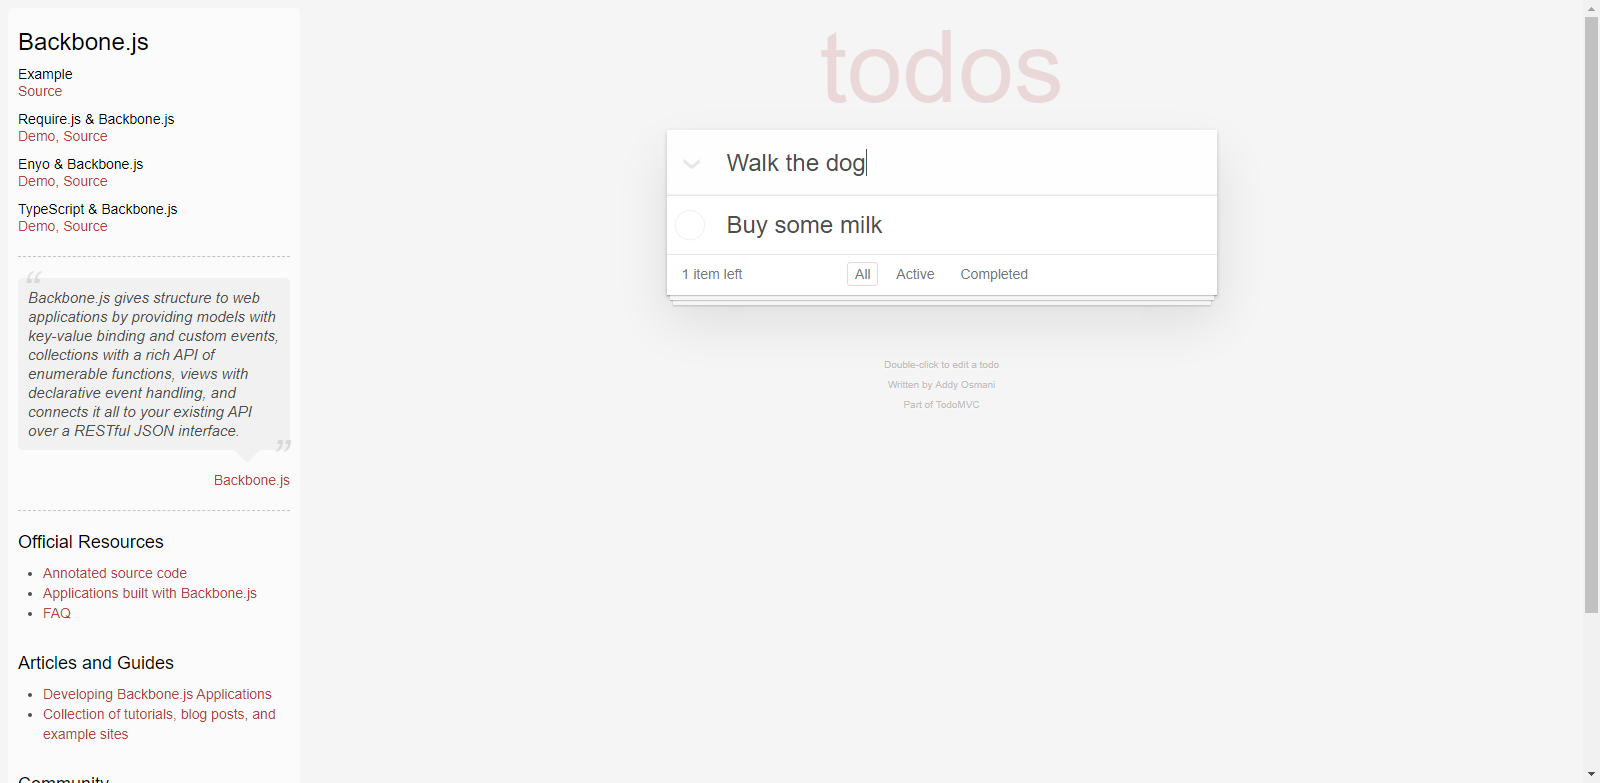 Backbone.js
Example
Source
Require.js & Backbone.js
Demo, Source
Enyo & Backbone.js
Demo, Source
TypeScript & Backbone.js
Demo, Source
“
Backbone.js gives structure to web
applications by providing models with
key-value binding and custom events,
collections with a rich API of
enumerable functions, views with
declarative event handling, and
connects it all to your existing API
over a RESTful JSON interface.
”
Backbone.js
Official Resources
• Annotated source code
• Applications built with Backbone.js
• FAQ
Articles and Guides
• Developing Backbone.js Applications
• Collection of tutorials, blog posts, and
example sites
Community
todos
Walk the dog
Buy some milk
1 item left All Active Completed
Double-click to edit a todo
Written by Addy Osmani
Part of TodoMVC